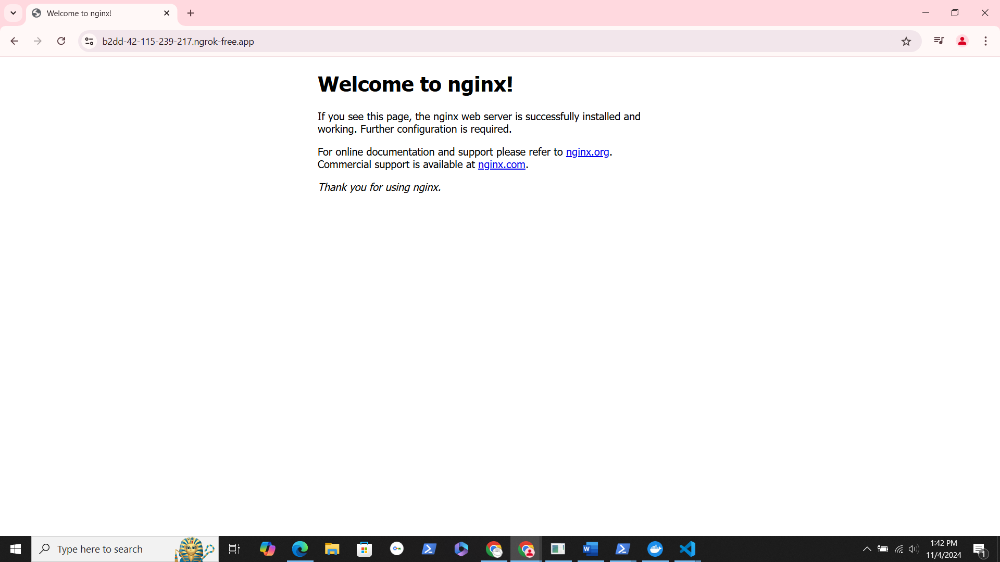 Welcome to nginx!
b2dd-42-115-239-217.ngrok-free.app
Welcome to nginx!
If you see this page, the nginx web server is successfully installed and
working. Further configuration is required.
For online documentation and support please refer to nginx.org.
Commercial support is available at nginx.com.
Thank you for using nginx.
Type here to search
1:42 PM
11/4/2024
1